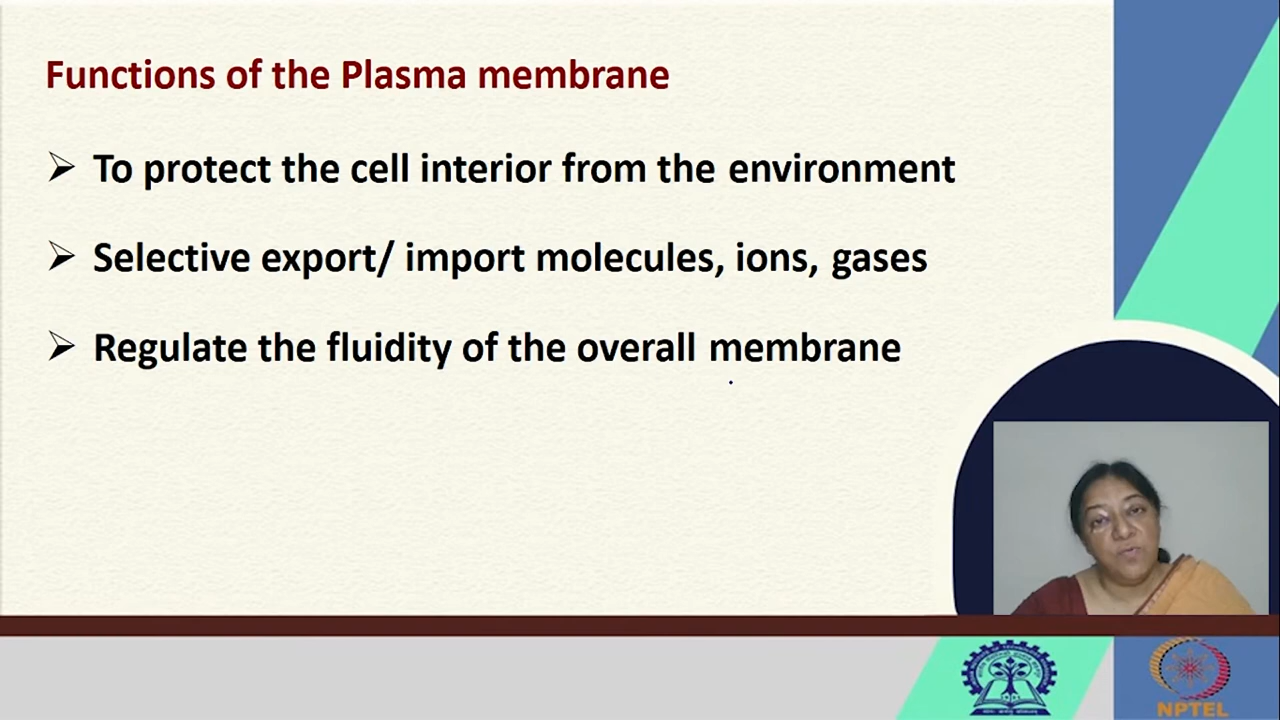 Functions of the Plasma membrane
➢ To protect the cell interior from the environment
➢ Selective export/ import molecules, ions, gases
➢ Regulate the fluidity of the overall membrane
NPTEL